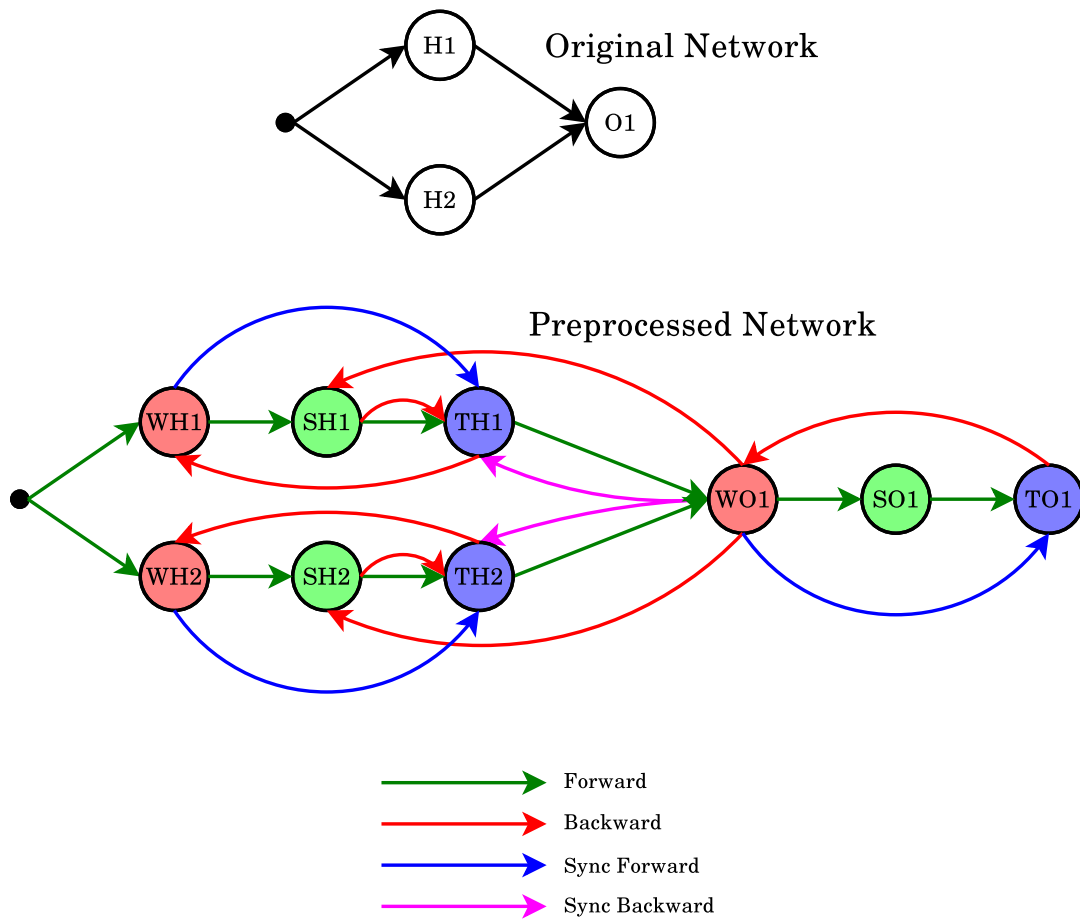 H1
Original Network
O1
H2
Preprocessed Network
WH1 SH1 TH1
WO1 SO1 TO1
WH2 SH2 TH2
Forward
Backward
Sync Forward
Sync Backward